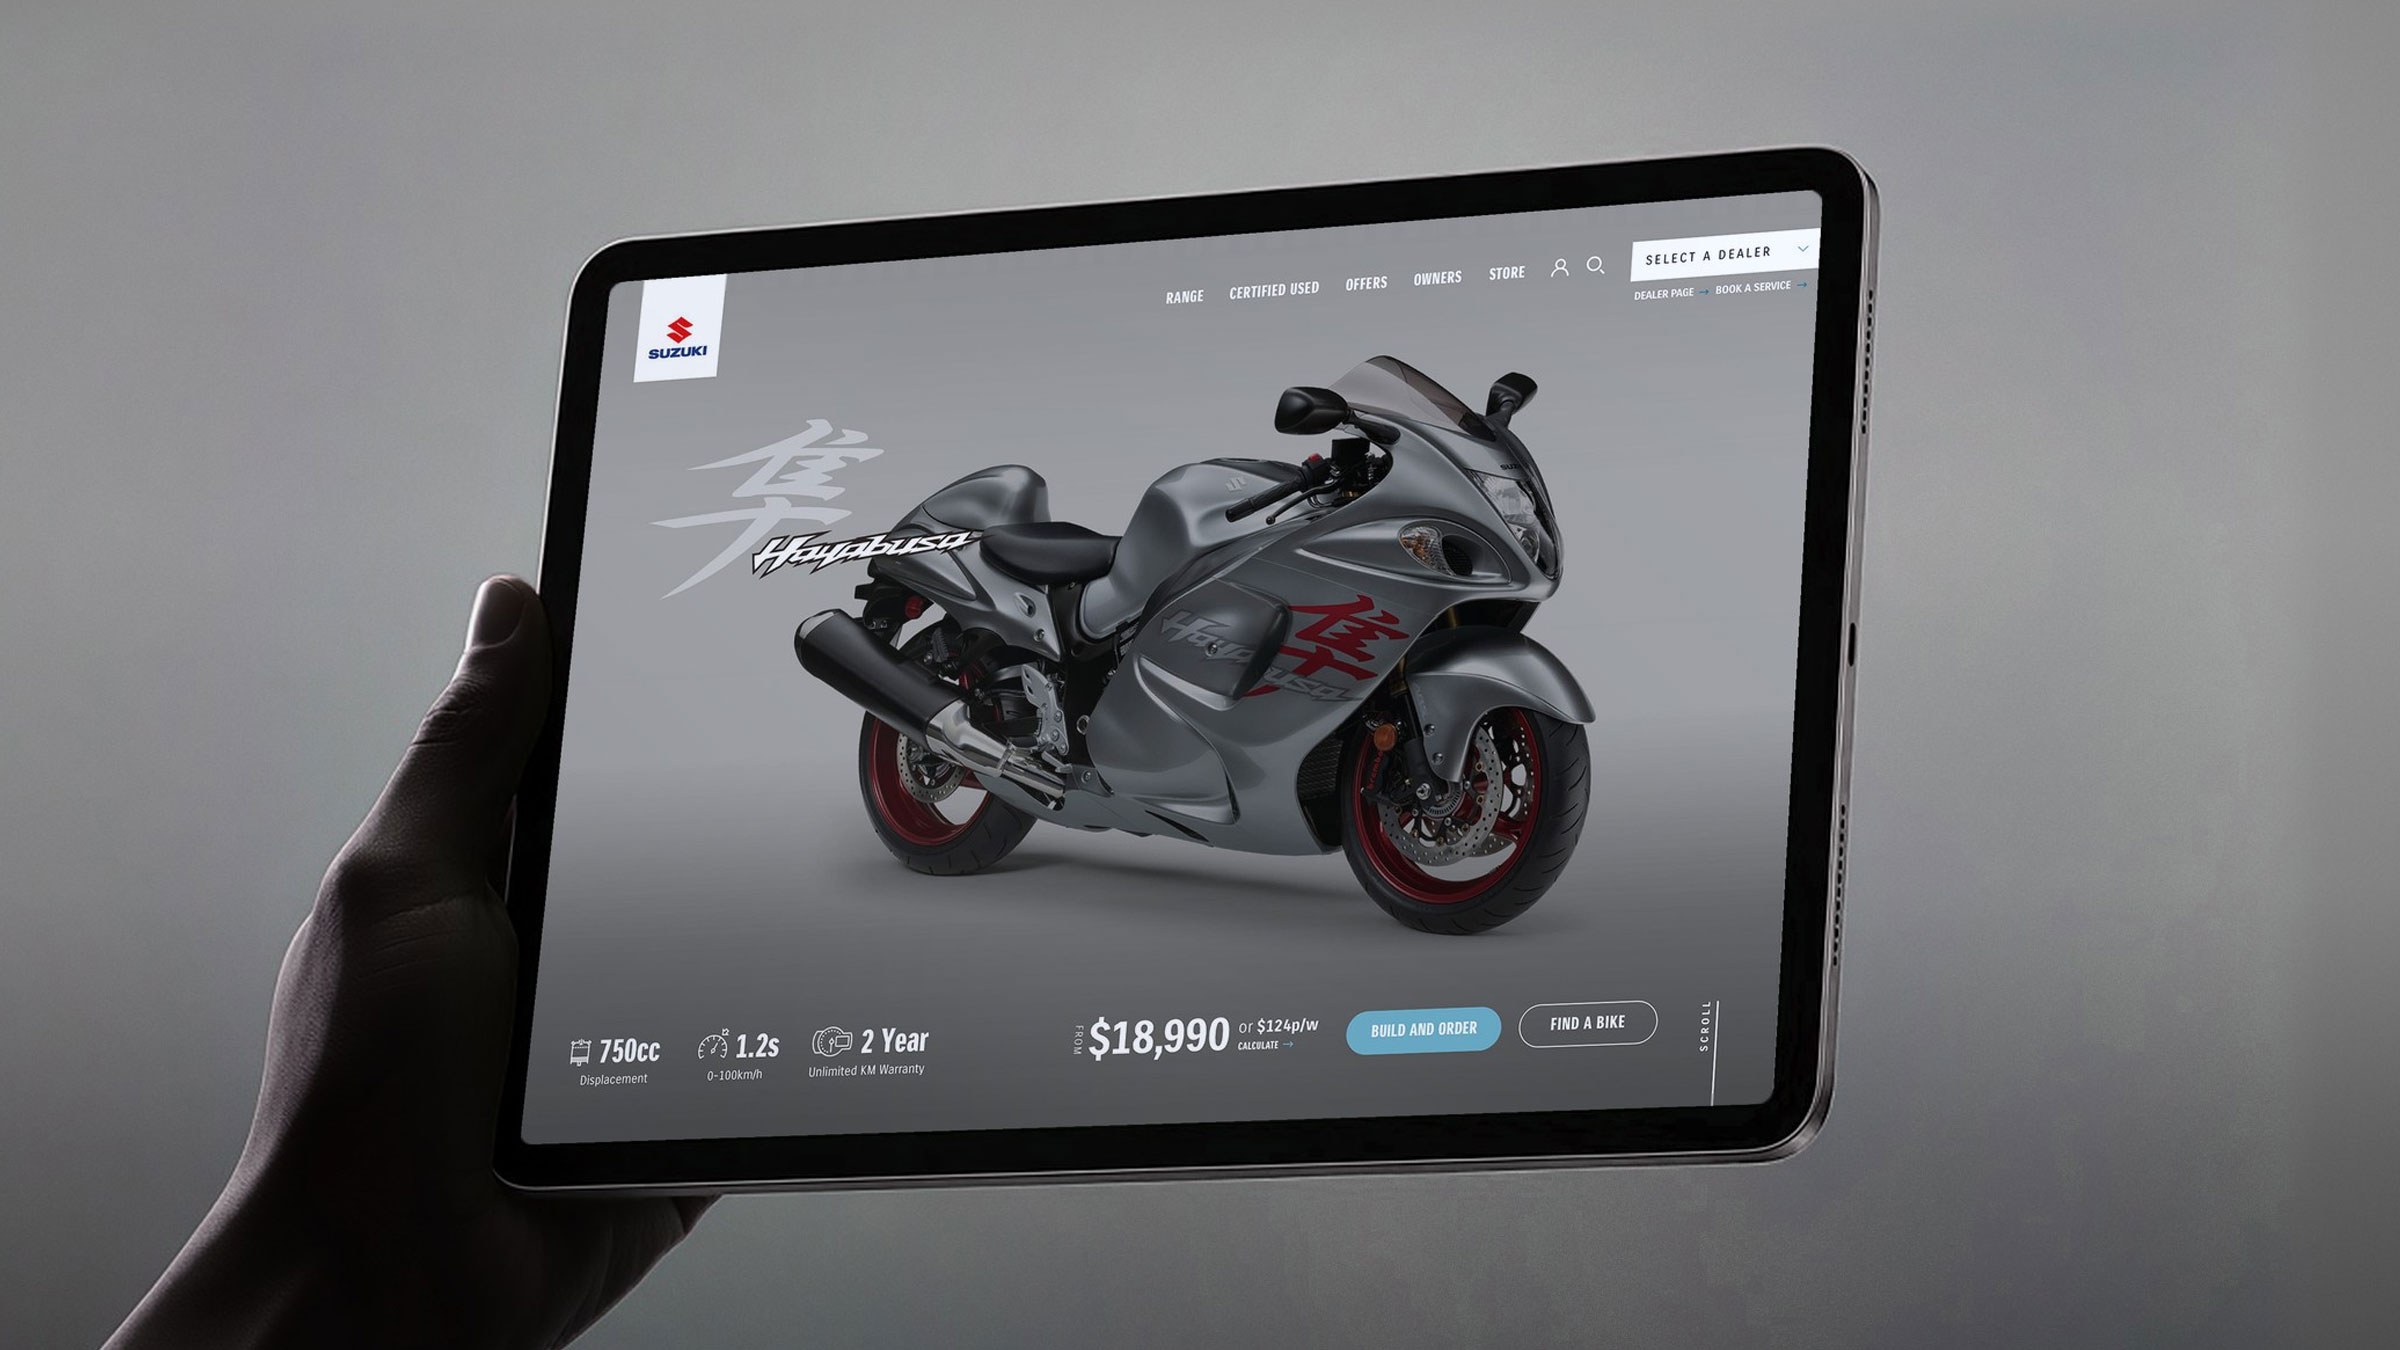 RANGE CERTIFIED USED OFFERS OWNERS STORE
SELECT A DEALER
DEALER PAGE → BOOK A SERVICE →
SUZUKI
隼
Hayabusa
隼
Hayabusa
750cc
Displacement
1.2s
0-100km/h
2 Year
Unlimited KM Warranty
FROM
$18,990
or $124p/w
CALCULATE →
BUILD AND ORDER
FIND A BIKE
SCROLL